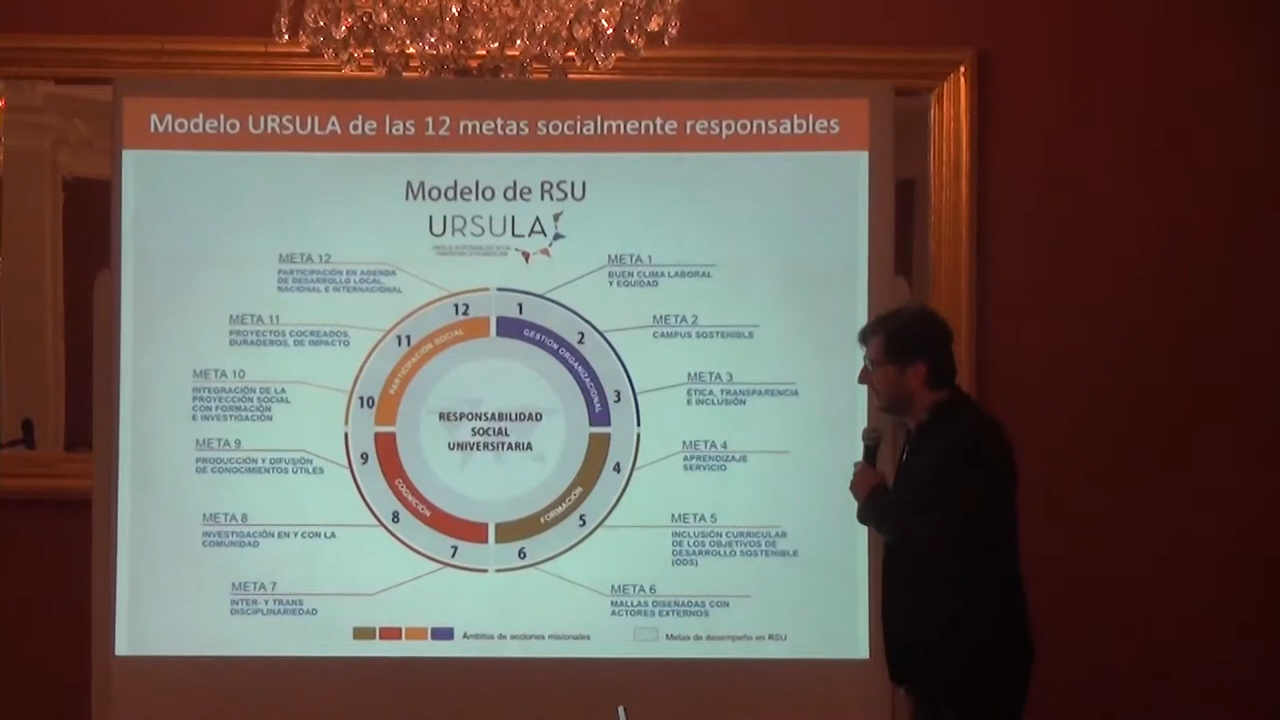 Modelo URSULA de las 12 metas socialmente responsables
Modelo de RSU
URSULA
META 12
PARTICIPACIÓN EN AGENDA
DE DESARROLLO LOCAL,
NACIONAL E INTERNACIONAL
META 1
BUEN CLIMA LABORAL
Y EQUIDAD
META 11
PROYECTOS COCREADOS,
DURADEROS, DE IMPACTO
META 2
CAMPUS SOSTENIBLE
META 10
INTEGRACIÓN DE LA
PROYECCIÓN SOCIAL
CON FORMACIÓN
E INVESTIGACIÓN
META 3
ÉTICA, TRANSPARENCIA
E INCLUSIÓN
META 9
PRODUCCIÓN Y DIFUSIÓN
DE CONOCIMIENTOS ÚTILES
META 4
APRENDIZAJE
SERVICIO
META 8
INVESTIGACIÓN EN Y CON LA
COMUNIDAD
META 5
INCLUSIÓN CURRICULAR
DE LOS OBJETIVOS DE
DESARROLLO SOSTENIBLE
(ODS)
META 7
INTER- Y TRANS
DISCIPLINARIEDAD
META 6
MALLAS DISEÑADAS CON
ACTORES EXTERNOS
12
1
11
2
10
3
9
4
8
5
7
6
PARTICIPACIÓN SOCIAL
GESTIÓN ORGANIZACIONAL
COGNICIÓN
FORMACIÓN
RESPONSABILIDAD
SOCIAL
UNIVERSITARIA
Ámbitos de acciones misionales
Metas de desempeño en RSU